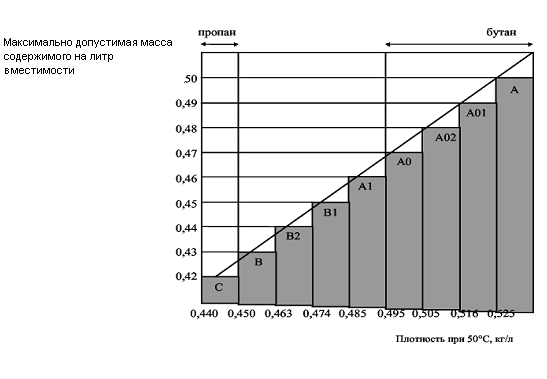 пропан
бутан
Максимально допустимая масса
содержимого на литр
вместимости
,50
0,49
0,48
0,47
0,46
0,45
0,44
0,43
0,42
A
A01
A02
A0
A1
B1
B2
B
C
0,440 0,450 0,463 0,474 0,485 0,495 0,505 0,516 0,525
Плотность при 50°C, кг/л